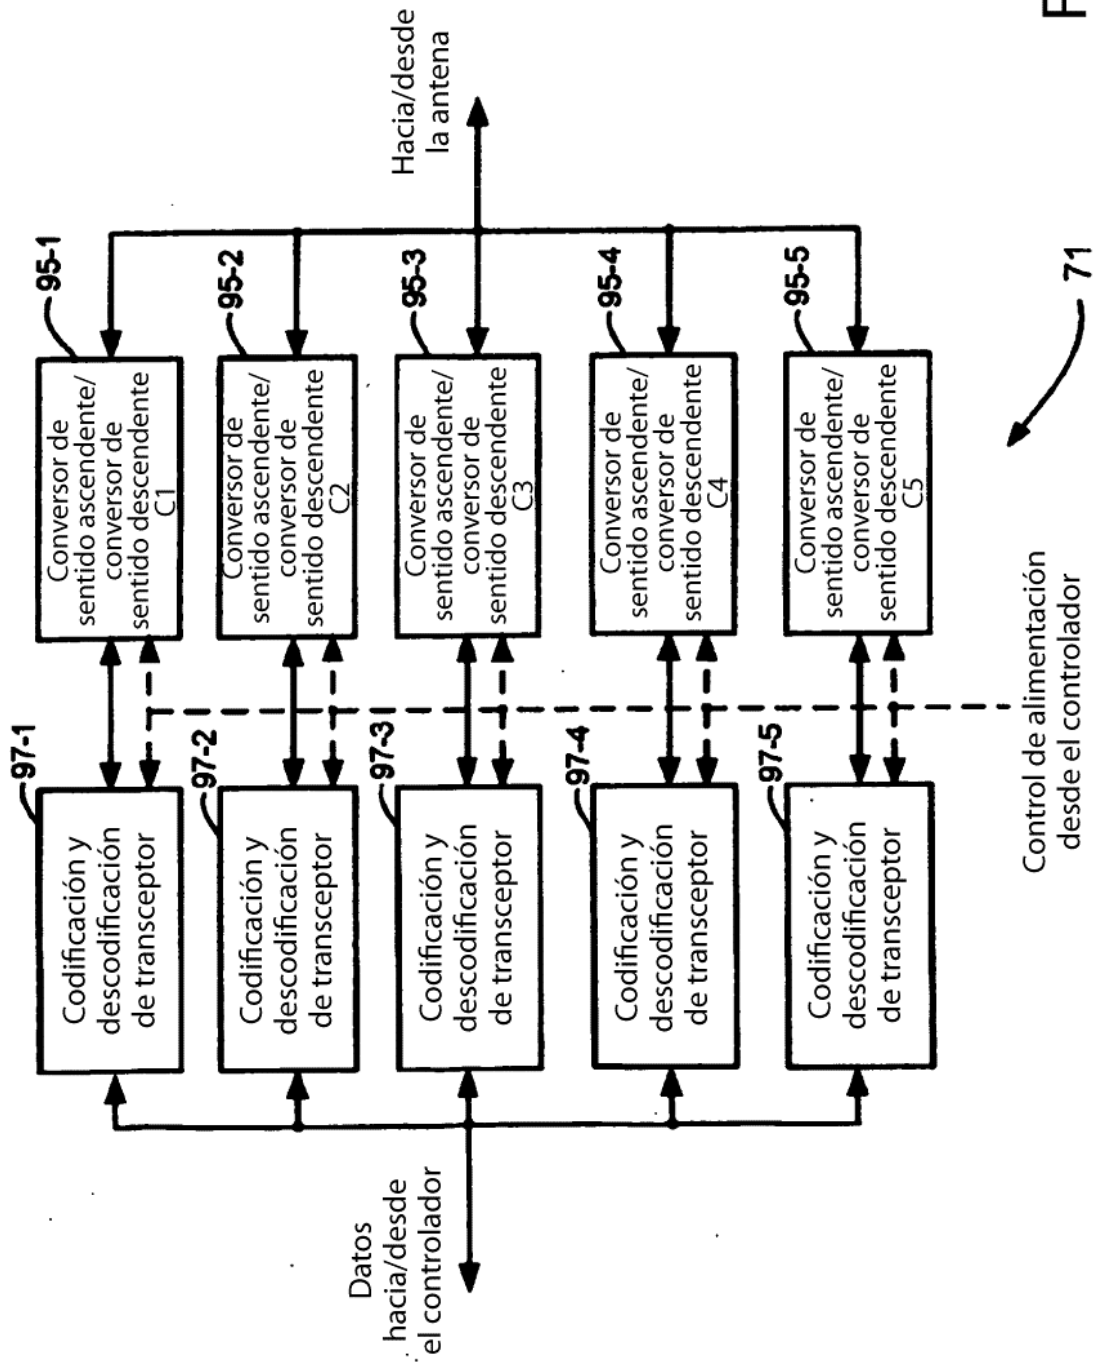 Datos
hacia/desde
el controlador
97-1
Codificación y
descodificación
de transceptor
97-2
Codificación y
descodificación
de transceptor
97-3
Codificación y
descodificación
de transceptor
97-4
Codificación y
descodificación
de transceptor
97-5
Codificación y
descodificación
de transceptor
95-1
Conversor de
sentido ascendente/
conversor de
sentido descendente
C1
95-2
Conversor de
sentido ascendente/
conversor de
sentido descendente
C2
95-3
Conversor de
sentido ascendente/
conversor de
sentido descendente
C3
95-4
Conversor de
sentido ascendente/
conversor de
sentido descendente
C4
95-5
Conversor de
sentido ascendente/
conversor de
sentido descendente
C5
Hacia/desde
la antena
Control de alimentación
desde el controlador
71